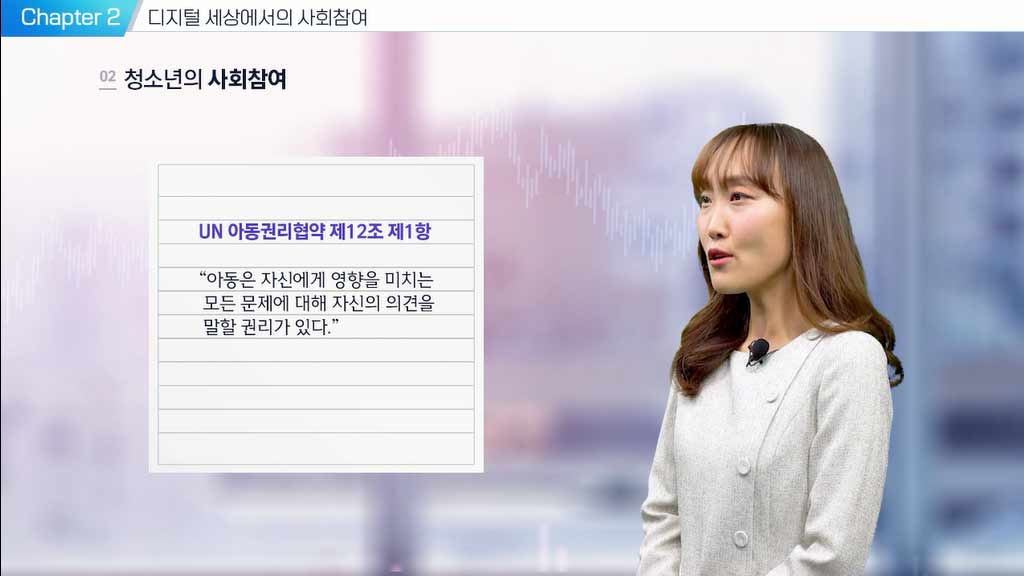 Chapter 2 디지털 세상에서의 사회참여
02 청소년의 사회참여
UN 아동권리협약 제12조 제1항
“아동은 자신에게 영향을 미치는
모든 문제에 대해 자신의 의견을
말할 권리가 있다.”